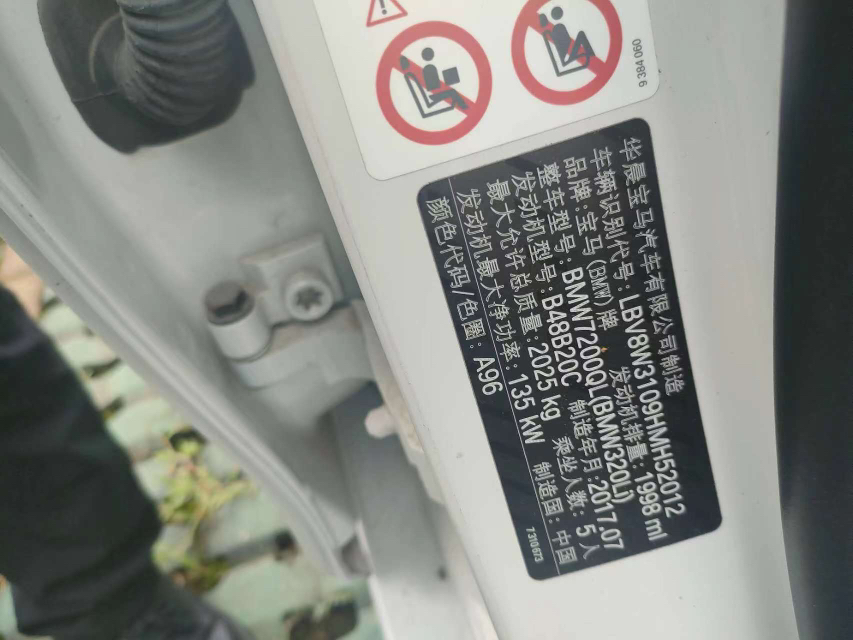 9 384 060
华晨宝马汽车有限公司制造
车辆识别代号: LBV8W3109HMH52012
品牌: 宝马(BMW)牌 发动机排量: 1998 ml
整车型号: BMW7200QL(BMW320Li)
发动机型号: B48B20C 制造年月: 2017.07
最大允许总质量: 2025 kg 乘坐人数: 5人
发动机最大净功率: 135 kW 制造国: 中国
颜色代码/色圈: A96
7 310 673